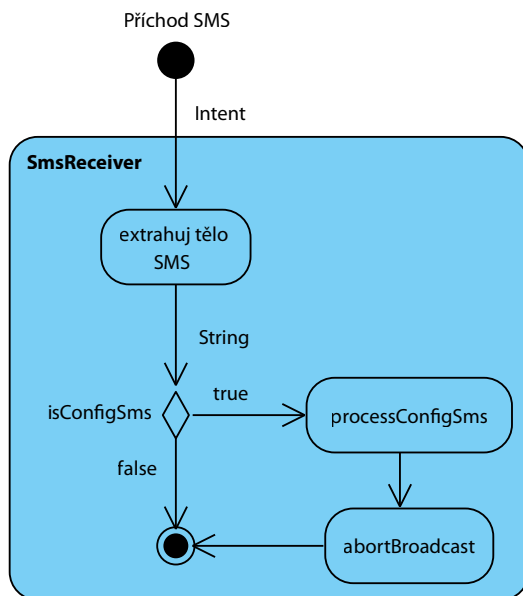 Příchod SMS
Intent
SmsReceiver
extrahuj tělo
SMS
String
isConfigSms
true
processConfigSms
false
abortBroadcast